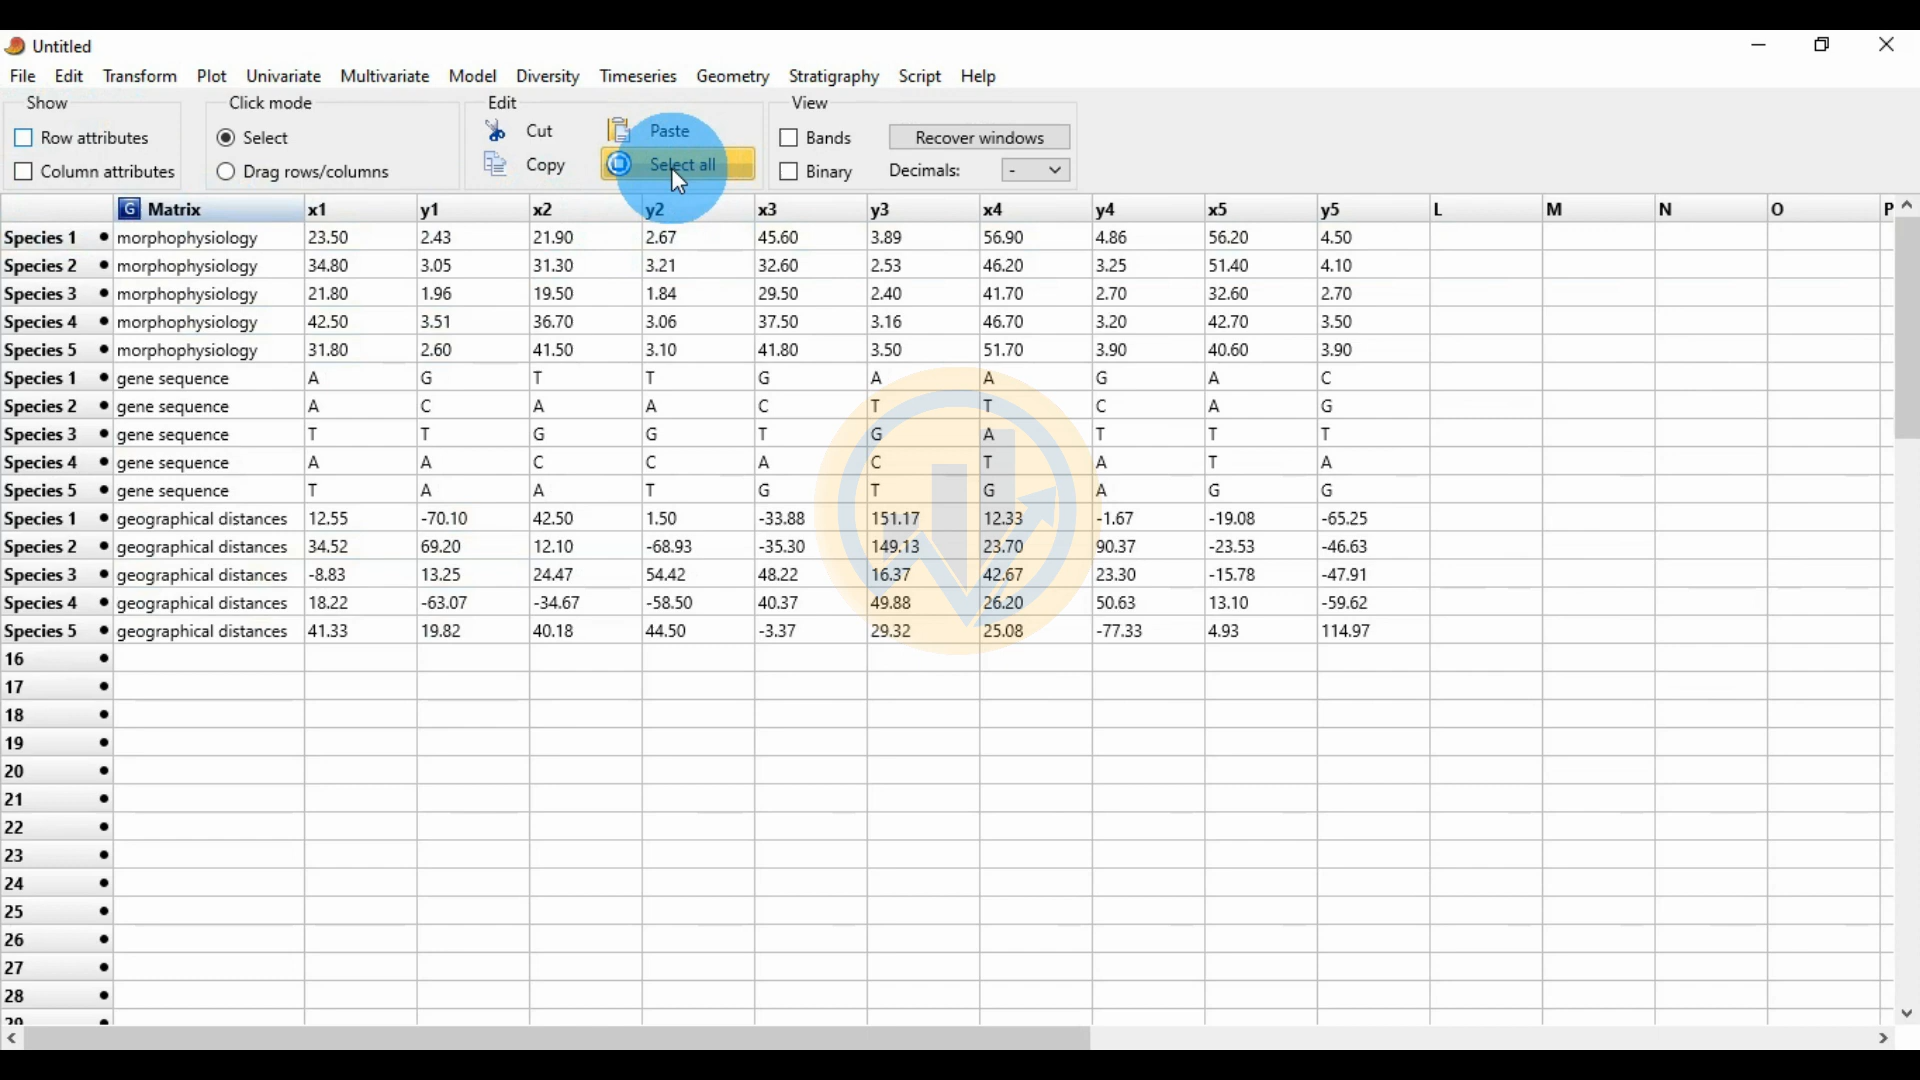 Untitled
File Edit Transform Plot Univariate Multivariate Model Diversity Timeseries Geometry Stratigraphy Script Help
Show Click mode Edit View
Row attributes Select Cut Paste Bands Recover windows
Column attributes Drag rows/columns Copy Select all Binary Decimals: -
G Matrix x1 y1 x2 y2 x3 y3 x4 y4 x5 y5 L M N O P
Species 1 • morphophysiology 23.50 2.43 21.90 2.67 45.60 3.89 56.90 4.86 56.20 4.50
Species 2 • morphophysiology 34.80 3.05 31.30 3.21 32.60 2.53 46.20 3.25 51.40 4.10
Species 3 • morphophysiology 21.80 1.96 19.50 1.84 29.50 2.40 41.70 2.70 32.60 2.70
Species 4 • morphophysiology 42.50 3.51 36.70 3.06 37.50 3.16 46.70 3.20 42.70 3.50
Species 5 • morphophysiology 31.80 2.60 41.50 3.10 41.80 3.50 51.70 3.90 40.60 3.90
Species 1 • gene sequence A G T T G A A G A C
Species 2 • gene sequence A C A A C T T C A G
Species 3 • gene sequence T T G G T G A T T T
Species 4 • gene sequence A A C C A C T A T A
Species 5 • gene sequence T A A T G T G A G G
Species 1 • geographical distances 12.55 -70.10 42.50 1.50 -33.88 151.17 12.33 -1.67 -19.08 -65.25
Species 2 • geographical distances 34.52 69.20 12.10 -68.93 -35.30 149.13 23.70 90.37 -23.53 -46.63
Species 3 • geographical distances -8.83 13.25 24.47 54.42 48.22 16.37 42.67 23.30 -15.78 -47.91
Species 4 • geographical distances 18.22 -63.07 -34.67 -58.50 40.37 49.88 26.20 50.63 13.10 -59.62
Species 5 • geographical distances 41.33 19.82 40.18 44.50 -3.37 29.32 25.08 -77.33 4.93 114.97
16 •
17 •
18 •
19 •
20 •
21 •
22 •
23 •
24 •
25 •
26 •
27 •
28 •
29 •